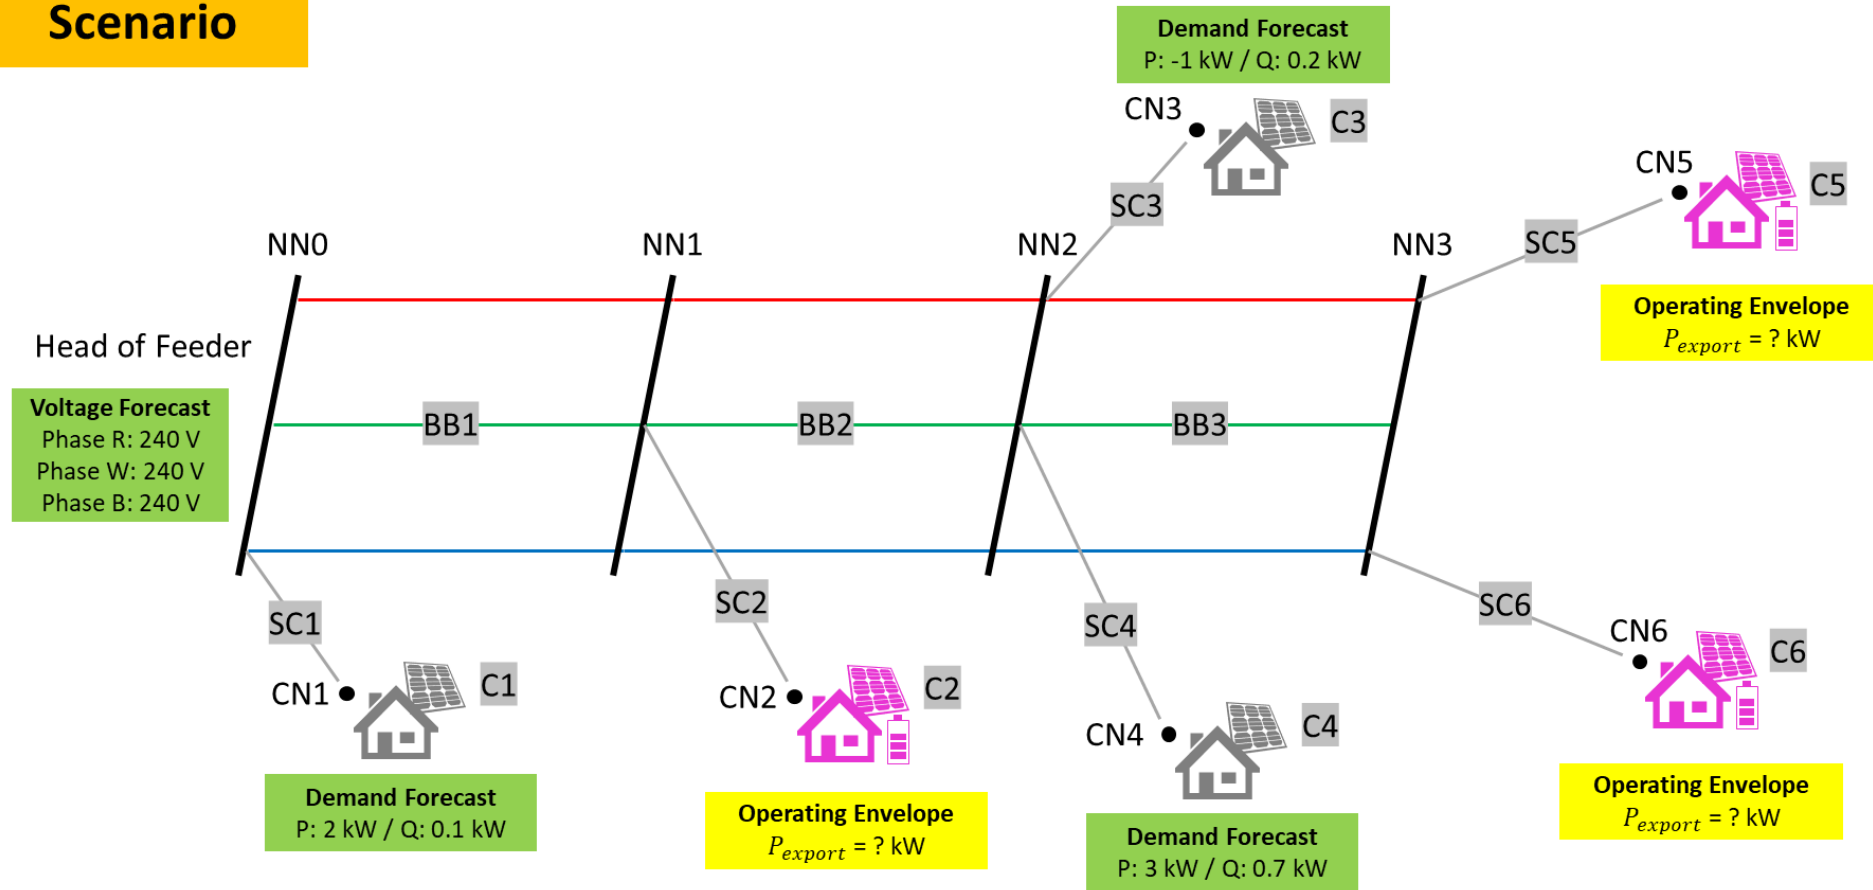 Scenario
Demand Forecast
P: -1 kW / Q: 0.2 kW
CN3
C3
CN5
C5
SC3
SC5
NN0
NN1
NN2
NN3
Operating Envelope
P_export = ? kW
Head of Feeder
Voltage Forecast
Phase R: 240 V
Phase W: 240 V
Phase B: 240 V
BB1
BB2
BB3
SC1
SC2
SC4
SC6
CN6
C6
CN1
C1
CN2
C2
CN4
C4
Demand Forecast
P: 2 kW / Q: 0.1 kW
Operating Envelope
P_export = ? kW
Demand Forecast
P: 3 kW / Q: 0.7 kW
Operating Envelope
P_export = ? kW